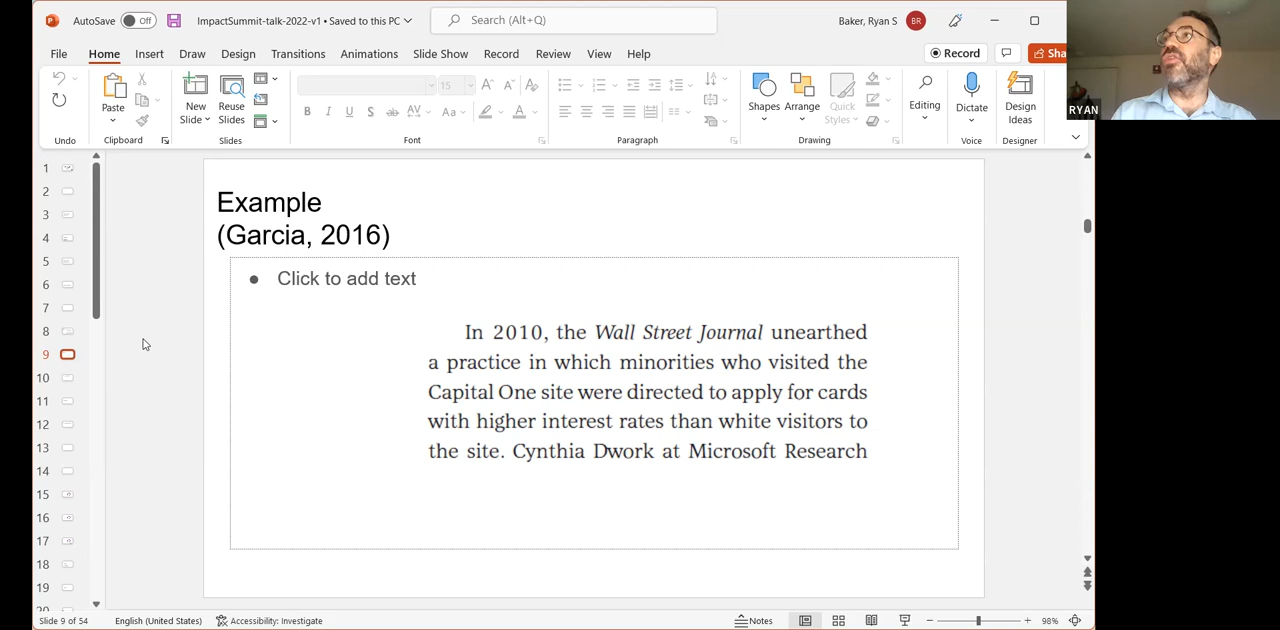 AutoSave Off ImpactSummit-talk-2022-v1 • Saved to this PC Search (Alt+Q) Baker, Ryan S BR
File Home Insert Draw Design Transitions Animations Slide Show Record Review View Help Record Sha
RYAN
Paste New Slide Reuse Slides 15 B I U S ab AV Aa Shapes Arrange Quick Styles Editing Dictate Design Ideas
Undo Clipboard Slides Font Paragraph Drawing Voice Designer
1
2
3
4
5
6
7
8
9
10
11
12
13
14
15
16
17
18
19
20
Example
(Garcia, 2016)
● Click to add text
In 2010, the Wall Street Journal unearthed
a practice in which minorities who visited the
Capital One site were directed to apply for cards
with higher interest rates than white visitors to
the site. Cynthia Dwork at Microsoft Research
Slide 9 of 54 English (United States) Accessibility: Investigate Notes 98%